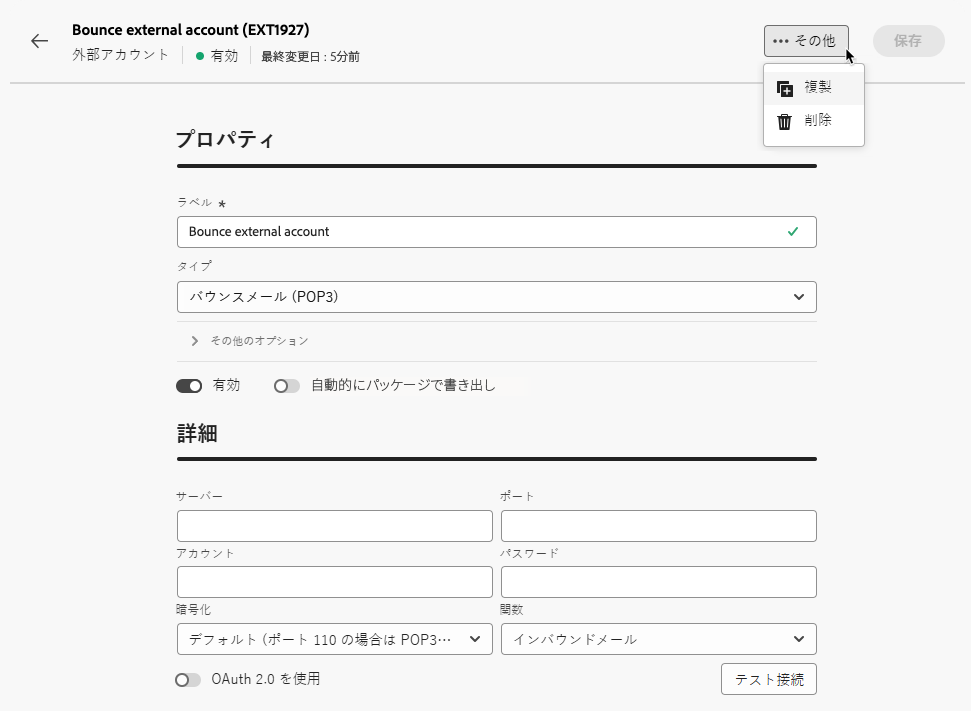 Bounce external account (EXT1927)
外部アカウント 有効 最終変更日 : 5分前
••• その他
保存
複製
削除
プロパティ
ラベル *
Bounce external account
タイプ
バウンスメール (POP3)
その他のオプション
有効 自動的にパッケージで書き出し
詳細
サーバー ポート
アカウント パスワード
暗号化 関数
デフォルト (ポート 110 の場合は POP3… インバウンドメール
OAuth 2.0 を使用 テスト接続